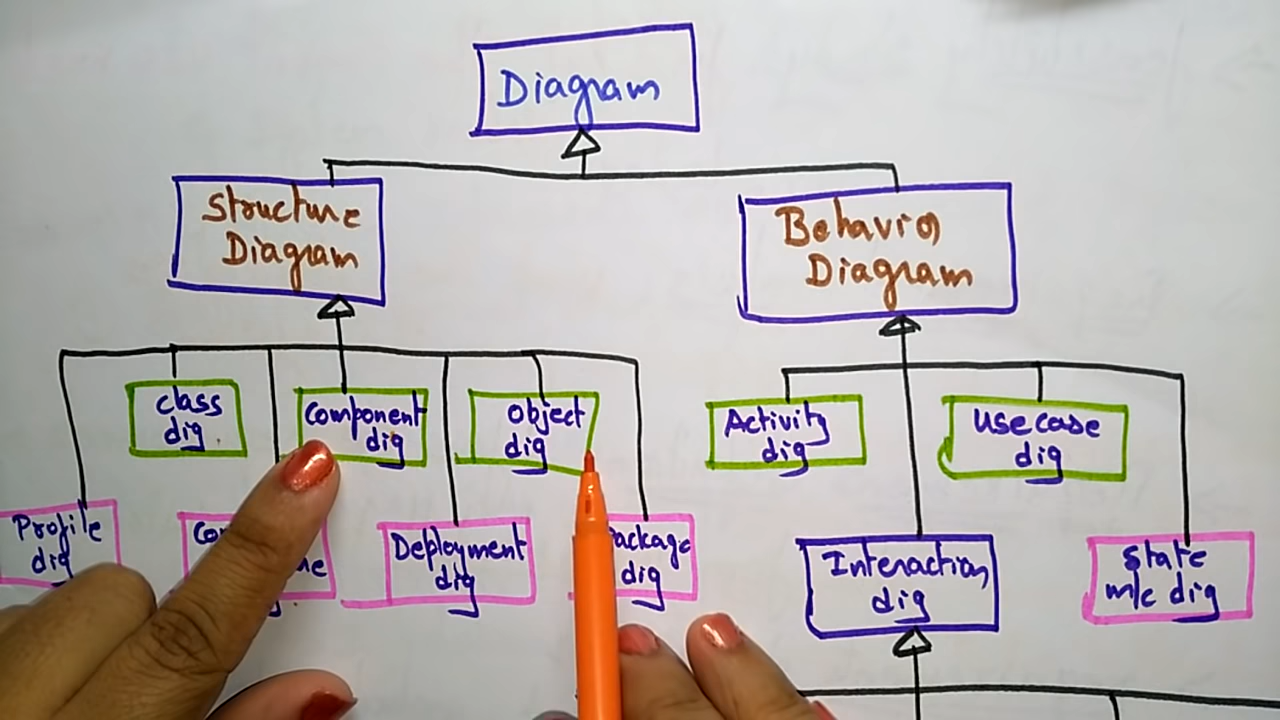 Diagram
Structure
Diagram
Behavior
Diagram
class
dig
Component
dig
Object
dig
Activity
dig
Usecase
dig
Profile
dig
Deployment
dig
dig
Interaction
dig
State
m/c dig